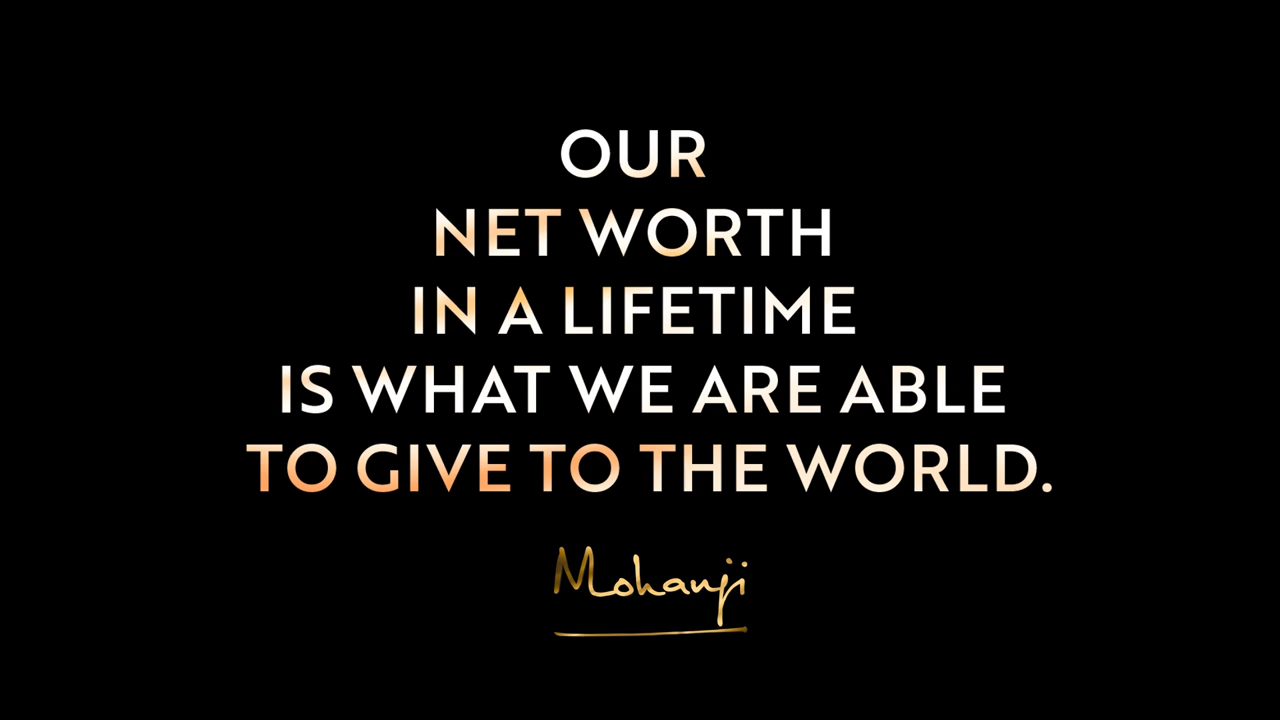 OUR
NET WORTH
IN A LIFETIME
IS WHAT WE ARE ABLE
TO GIVE TO THE WORLD.
Mohanji